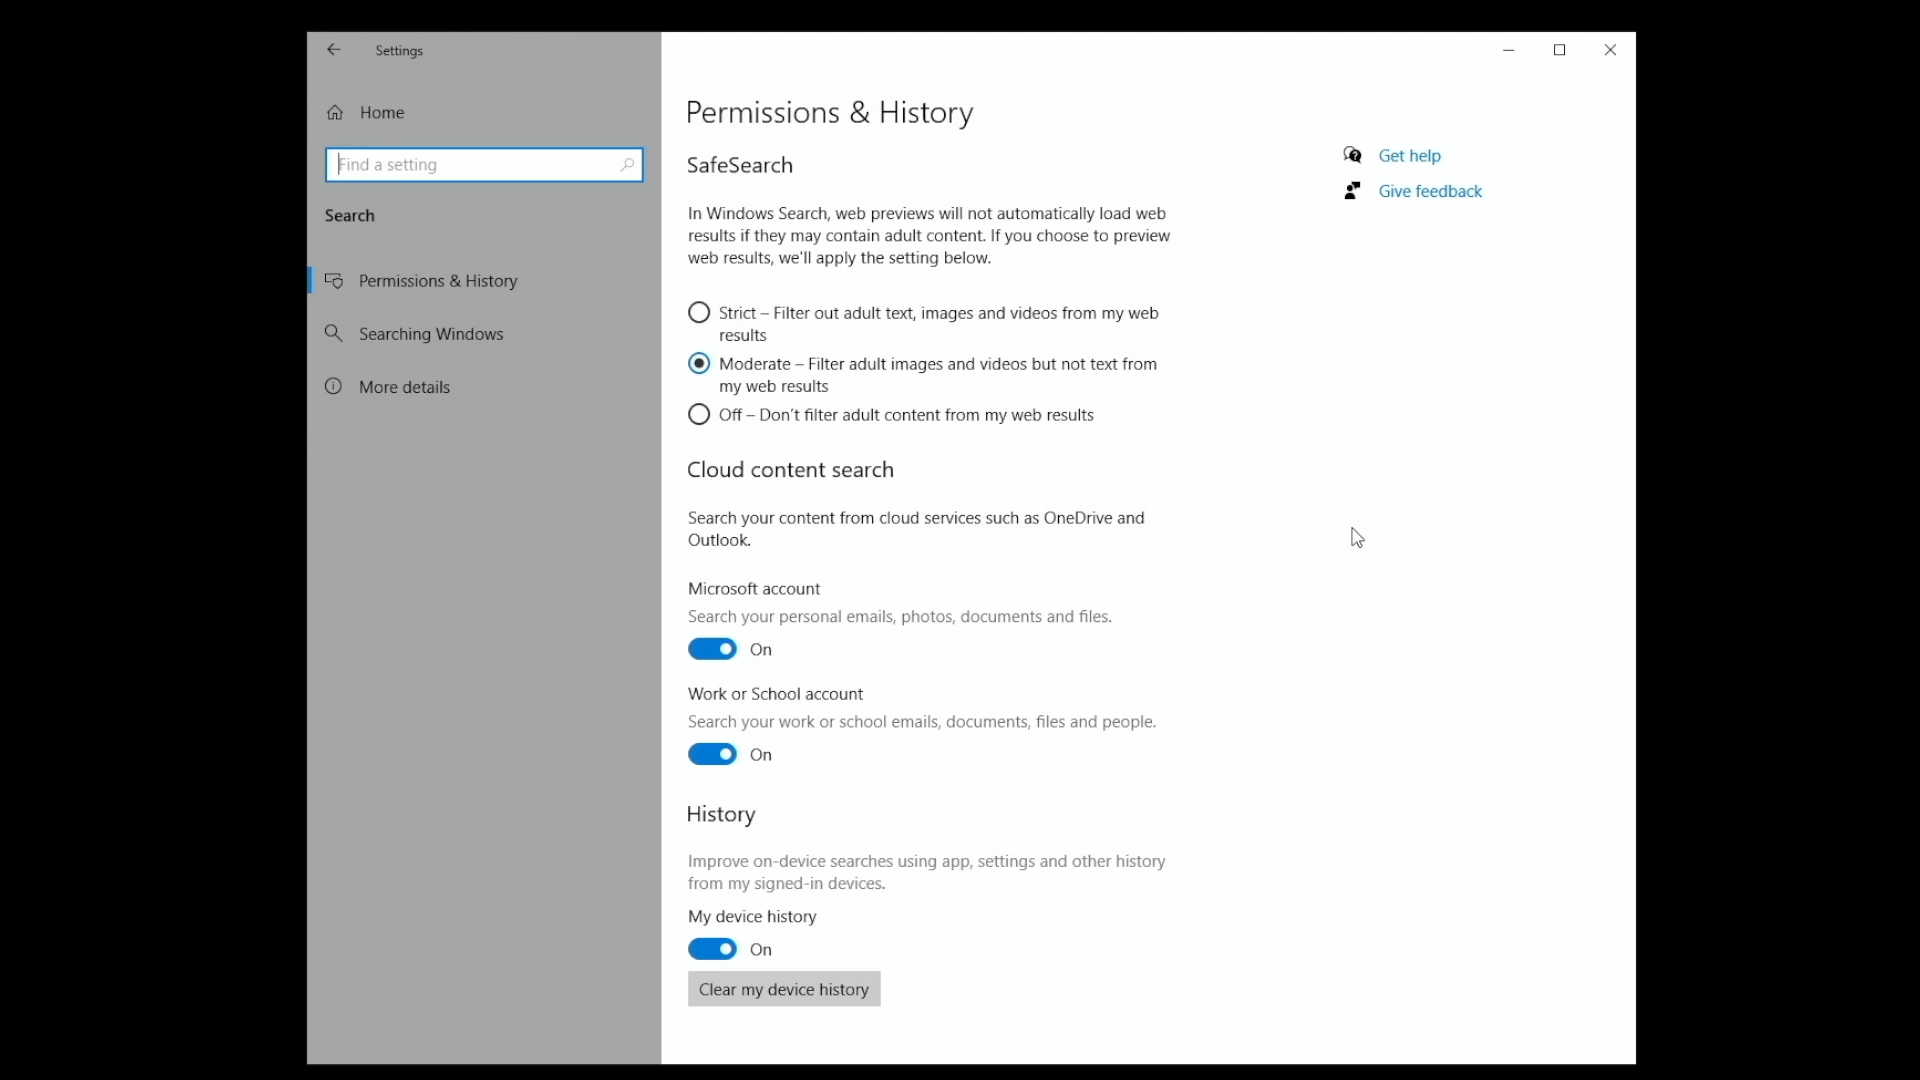 Settings
Home
Find a setting
Search
Permissions & History
Searching Windows
More details
Permissions & History
SafeSearch
In Windows Search, web previews will not automatically load web
results if they may contain adult content. If you choose to preview
web results, we'll apply the setting below.
Strict – Filter out adult text, images and videos from my web
results
Moderate – Filter adult images and videos but not text from
my web results
Off – Don't filter adult content from my web results
Cloud content search
Search your content from cloud services such as OneDrive and
Outlook.
Microsoft account
Search your personal emails, photos, documents and files.
On
Work or School account
Search your work or school emails, documents, files and people.
On
History
Improve on-device searches using app, settings and other history
from my signed-in devices.
My device history
On
Clear my device history
Get help
Give feedback